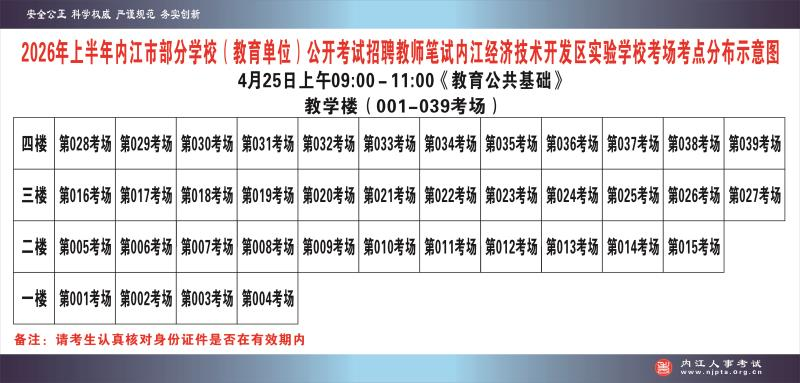 安全公正 科学权威 严谨规范 务实创新
2026年上半年内江市部分学校（教育单位）公开考试招聘教师笔试内江经济技术开发区实验学校考场考点分布示意图
4月25日上午09:00－11:00《教育公共基础》
教学楼（001-039考场）
四楼 第028考场 第029考场 第030考场 第031考场 第032考场 第033考场 第034考场 第035考场 第036考场 第037考场 第038考场 第039考场
三楼 第016考场 第017考场 第018考场 第019考场 第020考场 第021考场 第022考场 第023考场 第024考场 第025考场 第026考场 第027考场
二楼 第005考场 第006考场 第007考场 第008考场 第009考场 第010考场 第011考场 第012考场 第013考场 第014考场 第015考场
一楼 第001考场 第002考场 第003考场 第004考场
备注：请考生认真核对身份证件是否在有效期内
内江人事考试
www.njpta.org.cn